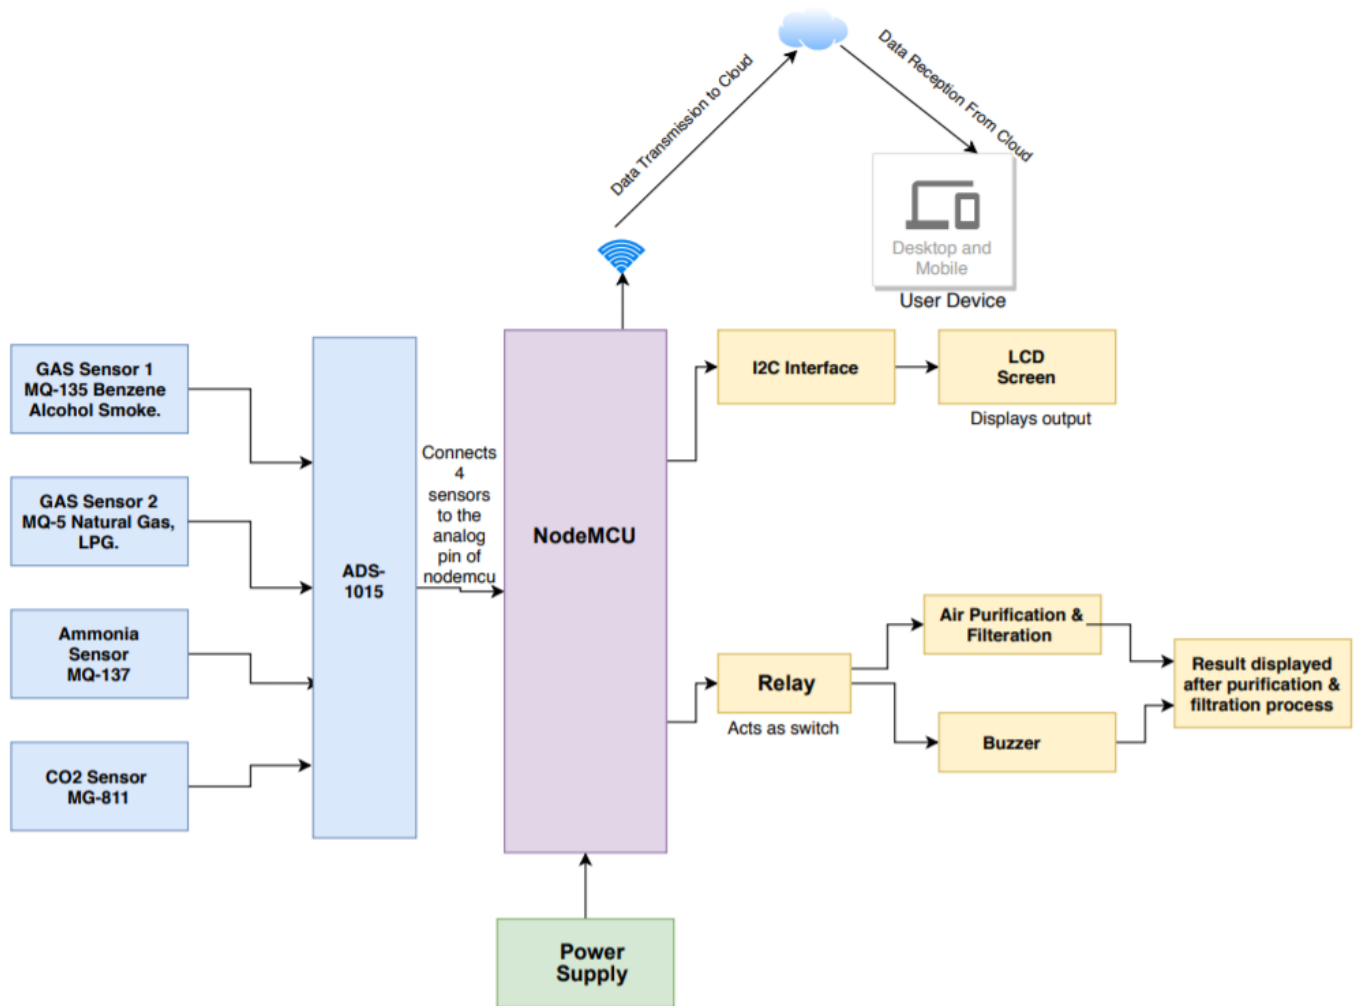 Data Transmission to Cloud
Data Reception From Cloud
Desktop and
Mobile
User Device
GAS Sensor 1
MQ-135 Benzene
Alcohol Smoke.
GAS Sensor 2
MQ-5 Natural Gas,
LPG.
Ammonia
Sensor
MQ-137
CO2 Sensor
MG-811
ADS-
1015
Connects
4
sensors
to the
analog
pin of
nodemcu
NodeMCU
I2C Interface
LCD
Screen
Displays output
Relay
Acts as switch
Air Purification &
Filteration
Buzzer
Result displayed
after purification &
filtration process
Power
Supply